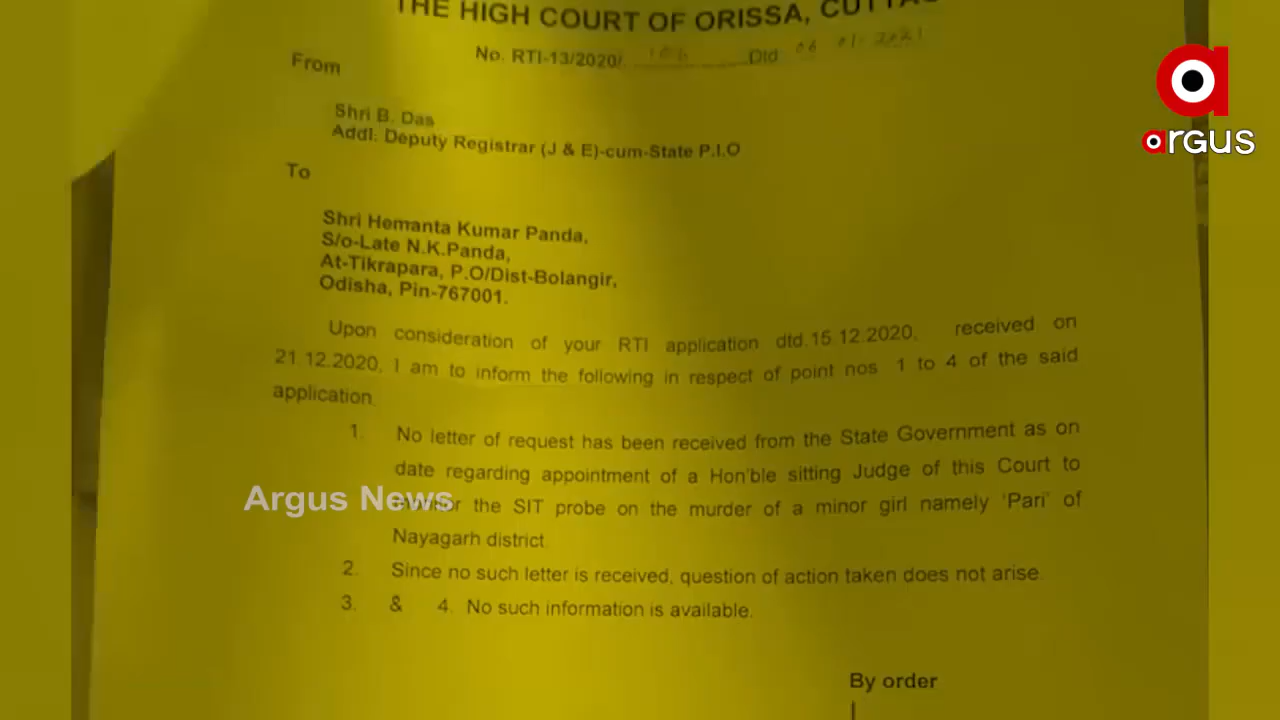 THE HIGH COURT OF ORISSA,
No. RTI-13/2020/ 106 Dtd. 06 01-2021
From
Shri B. Das
Addl: Deputy Registrar (J & E)-cum-State P.I.O
To
Shri Hemanta Kumar Panda,
S/o-Late N.K.Panda,
At-Tikrapara, P.O/Dist-Bolangir,
Odisha, Pin-767001.
Upon consideration of your RTI application dtd.15.12.2020, received on
21.12.2020, I am to inform the following in respect of point nos. 1 to 4 of the said
application.
1. No letter of request has been received from the State Government as on
date regarding appointment of a Hon'ble sitting Judge of this Court to
the SIT probe on the murder of a minor girl namely 'Pari' of
Nayagarh district.
2. Since no such letter is received, question of action taken does not arise.
3. & 4. No such information is available.
By order
Argus News
argus